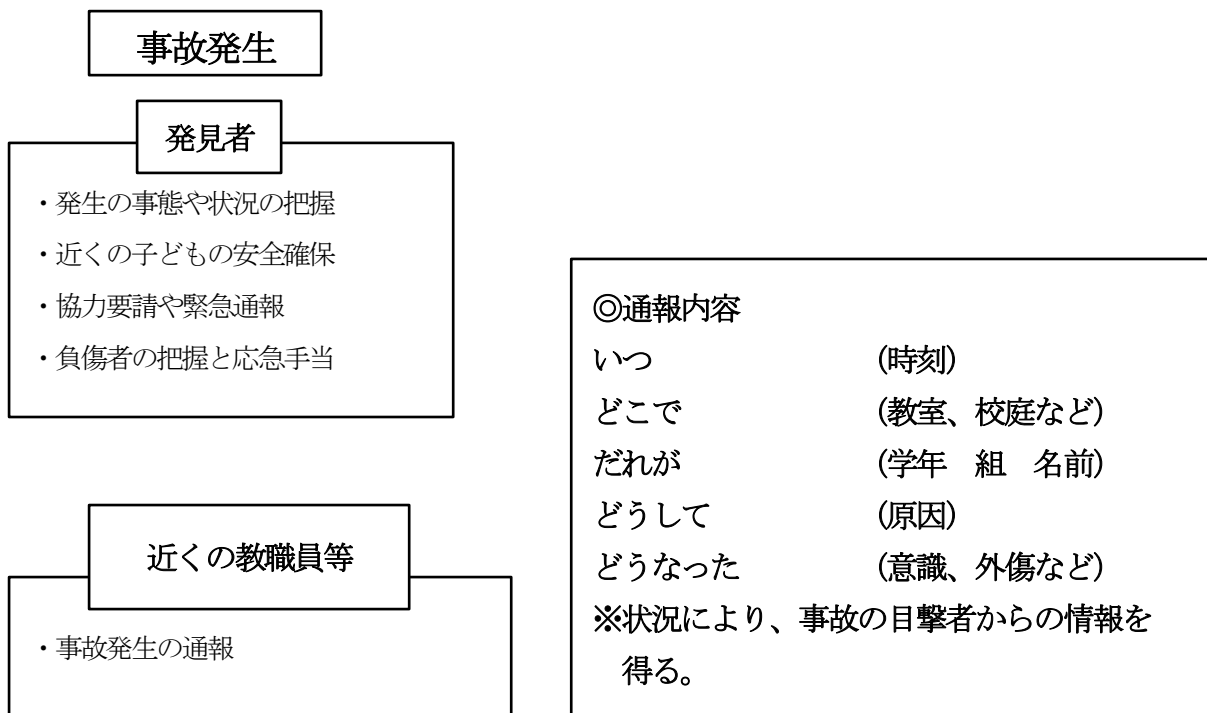 事故発生
発見者
・発生の事態や状況の把握
・近くの子どもの安全確保
・協力要請や緊急通報
・負傷者の把握と応急手当
近くの教職員等
・事故発生の通報
◎通報内容
いつ　(時刻)
どこで　(教室、校庭など)
だれが　(学年　組　名前)
どうして　(原因)
どうなった　(意識、外傷など)
※状況により、事故の目撃者からの情報を
得る。